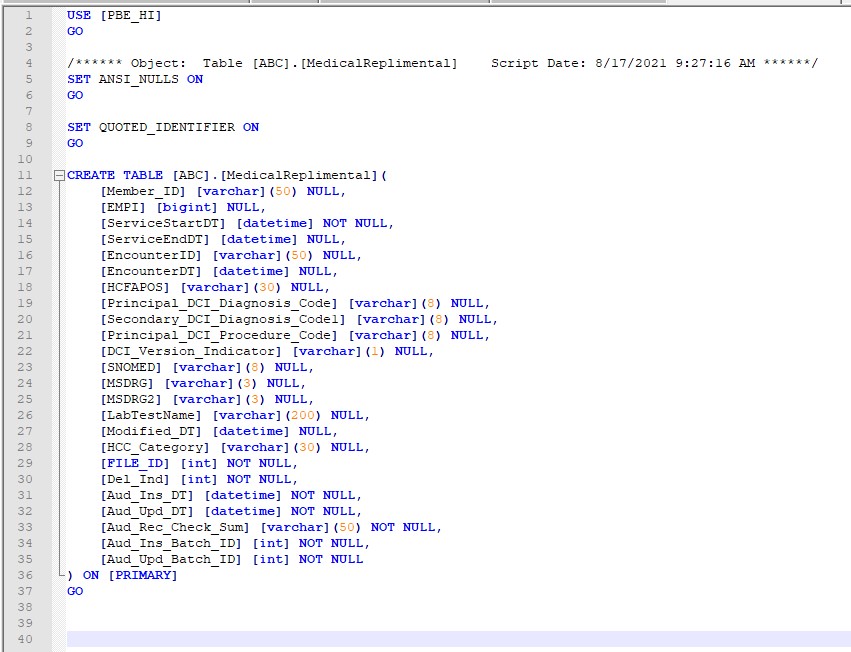 1 USE [PBE_HI]
2 GO
3
4 /****** Object:  Table [ABC].[MedicalReplimental]    Script Date: 8/17/2021 9:27:16 AM ******/
5 SET ANSI_NULLS ON
6 GO
7
8 SET QUOTED_IDENTIFIER ON
9 GO
10
11 CREATE TABLE [ABC].[MedicalReplimental](
12     [Member_ID] [varchar](50) NULL,
13     [EMPI] [bigint] NULL,
14     [ServiceStartDT] [datetime] NOT NULL,
15     [ServiceEndDT] [datetime] NULL,
16     [EncounterID] [varchar](50) NULL,
17     [EncounterDT] [datetime] NULL,
18     [HCFAPOS] [varchar](30) NULL,
19     [Principal_DCI_Diagnosis_Code] [varchar](8) NULL,
20     [Secondary_DCI_Diagnosis_Code1] [varchar](8) NULL,
21     [Principal_DCI_Procedure_Code] [varchar](8) NULL,
22     [DCI_Version_Indicator] [varchar](1) NULL,
23     [SNOMED] [varchar](8) NULL,
24     [MSDRG] [varchar](3) NULL,
25     [MSDRG2] [varchar](3) NULL,
26     [LabTestName] [varchar](200) NULL,
27     [Modified_DT] [datetime] NULL,
28     [HCC_Category] [varchar](30) NULL,
29     [FILE_ID] [int] NOT NULL,
30     [Del_Ind] [int] NOT NULL,
31     [Aud_Ins_DT] [datetime] NOT NULL,
32     [Aud_Upd_DT] [datetime] NOT NULL,
33     [Aud_Rec_Check_Sum] [varchar](50) NOT NULL,
34     [Aud_Ins_Batch_ID] [int] NOT NULL,
35     [Aud_Upd_Batch_ID] [int] NOT NULL
36 ) ON [PRIMARY]
37 GO
38
39
40